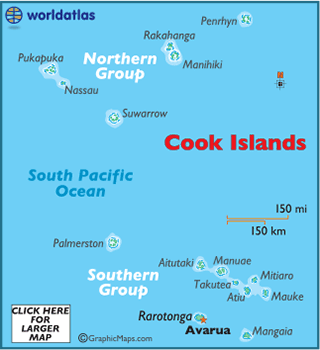 worldatlas
Penrhyn
Rakahanga
Pukapuka
Northern
Group
Manihiki
Nassau
Suwarrow
Cook Islands
South Pacific
Ocean
150 mi
150 km
Palmerston
Aitutaki
Manuae
Southern
Group
Takutea
Mitiaro
Atiu
Mauke
CLICK HERE
FOR
LARGER
MAP
Rarotonga
Avarua
Mangaia
©GraphicMaps.com